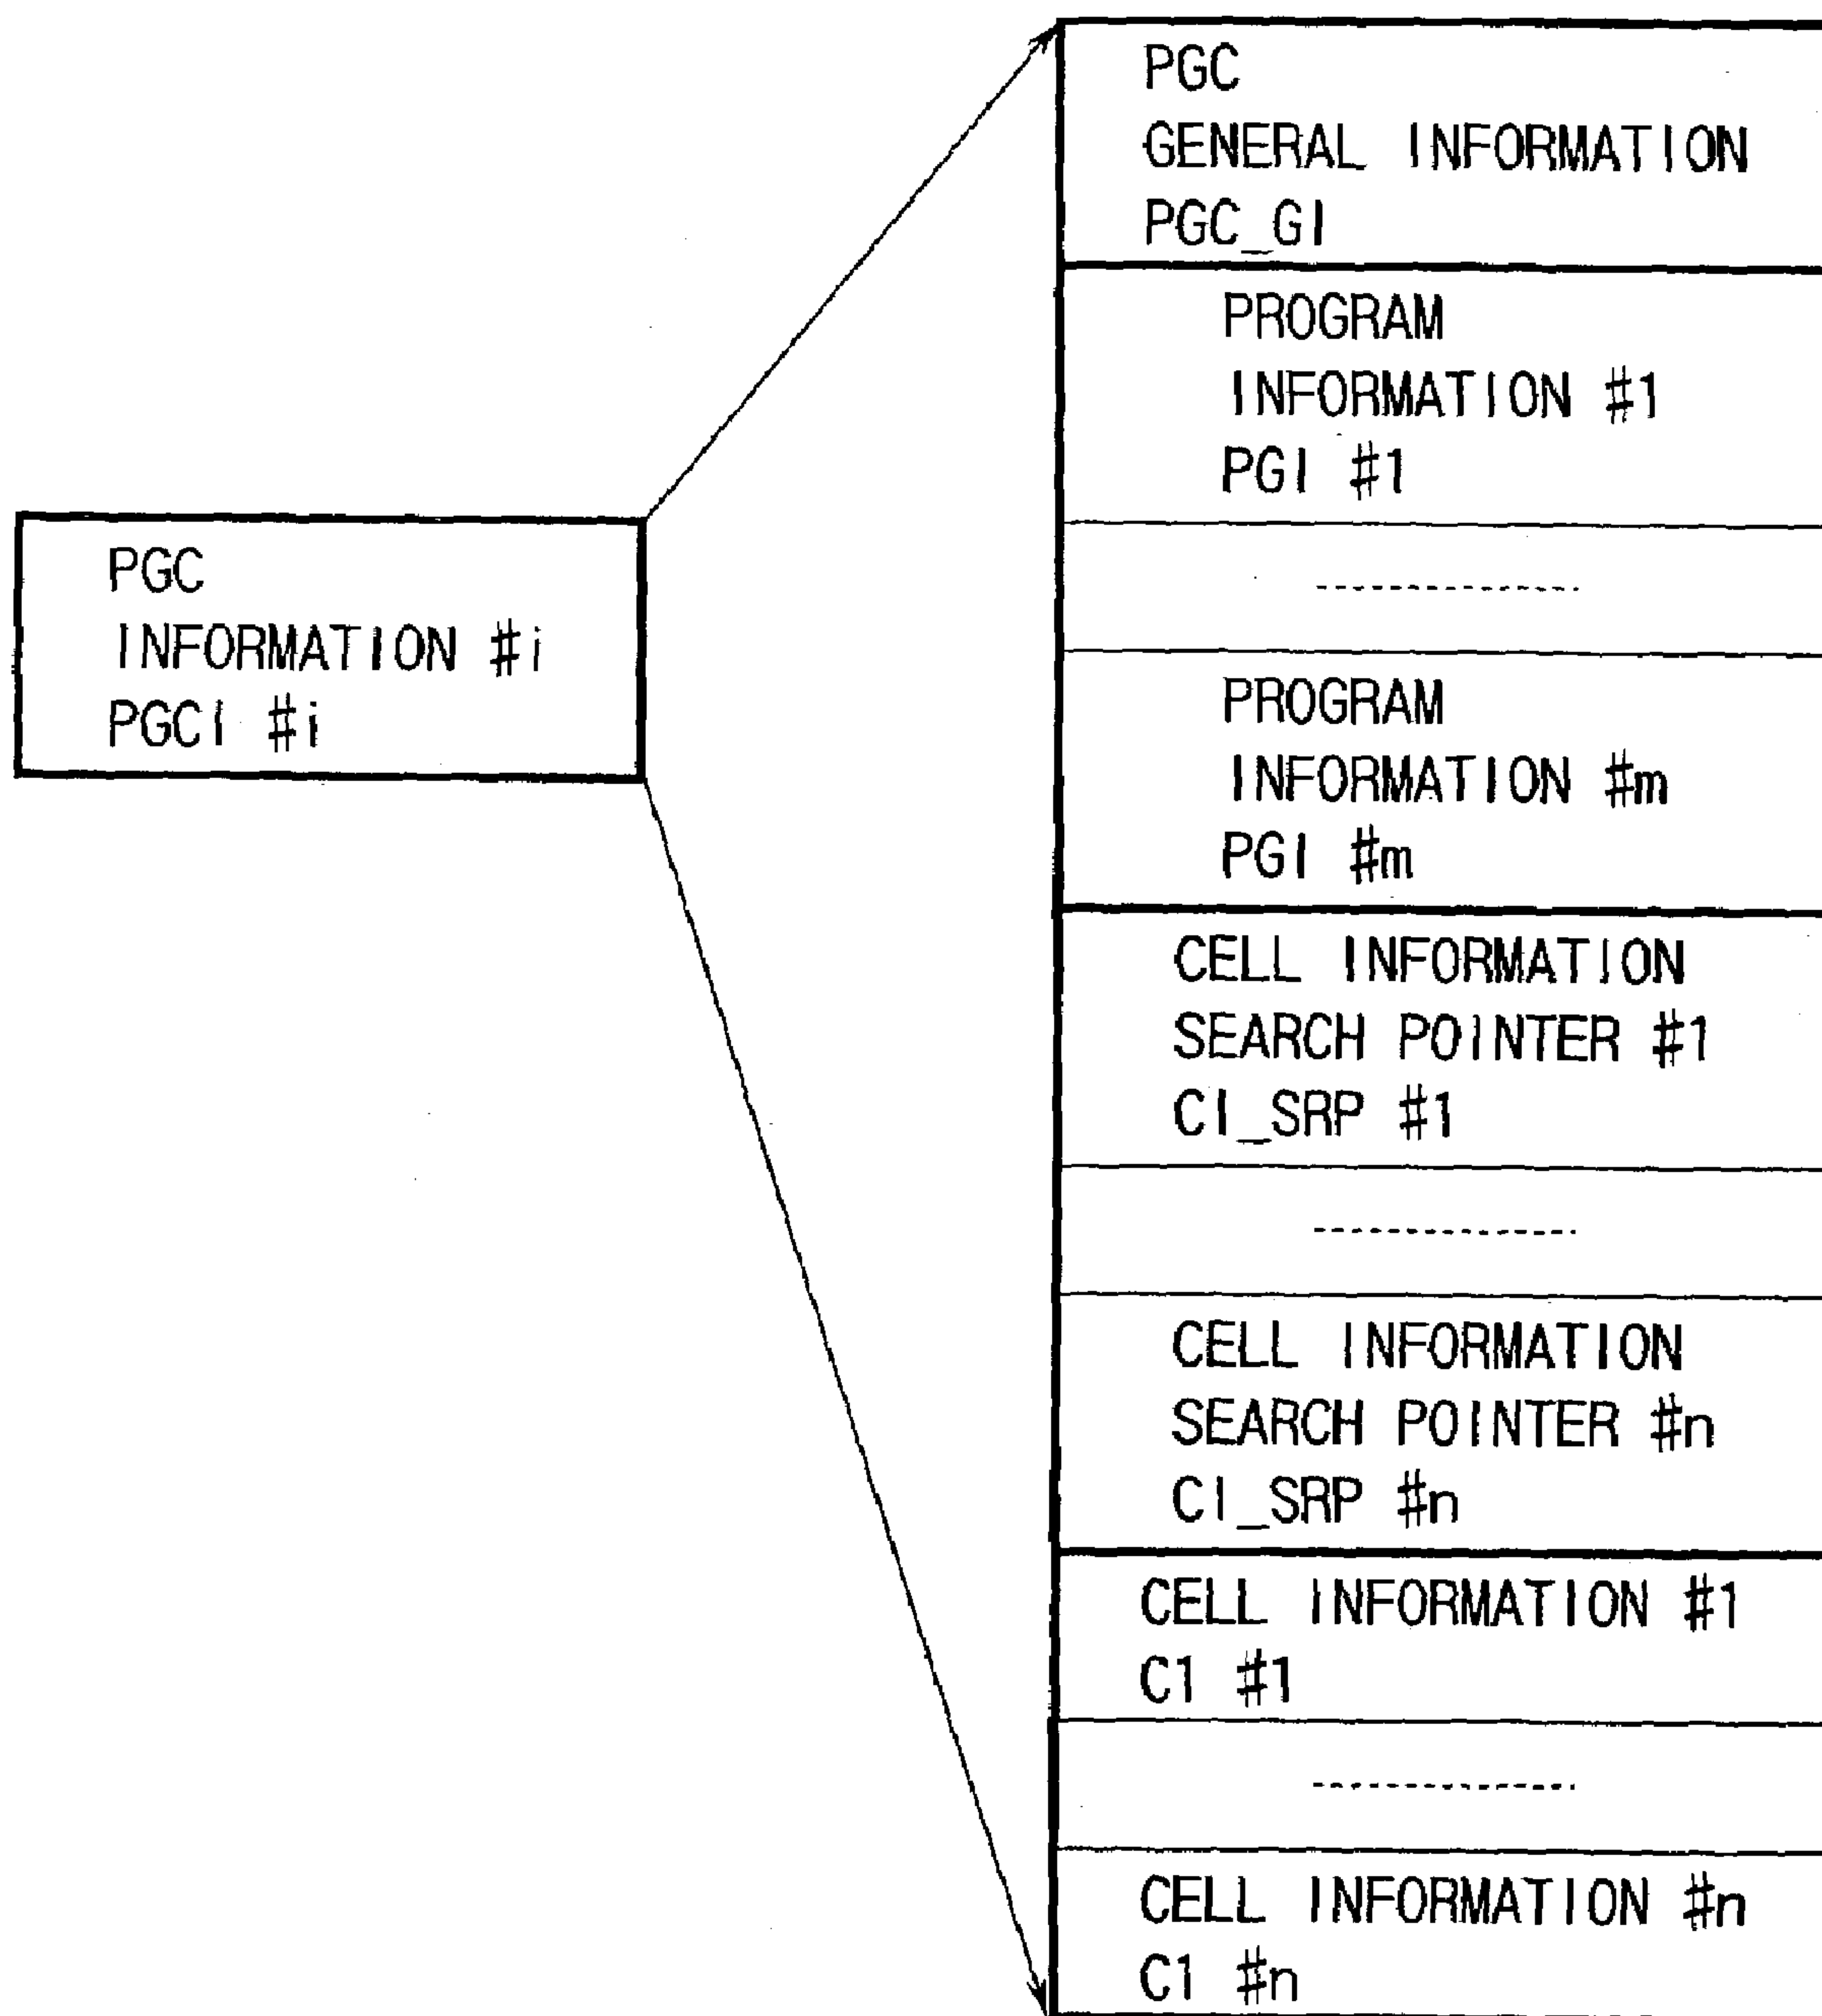 PGC
INFORMATION #i
PGCI #i
PGC
GENERAL INFORMATION
PGC_GI
PROGRAM
INFORMATION #1
PGI #1
PROGRAM
INFORMATION #m
PGI #m
CELL INFORMATION
SEARCH POINTER #1
CI_SRP #1
CELL INFORMATION
SEARCH POINTER #n
CI_SRP #n
CELL INFORMATION #1
C1 #1
CELL INFORMATION #n
C1 #n